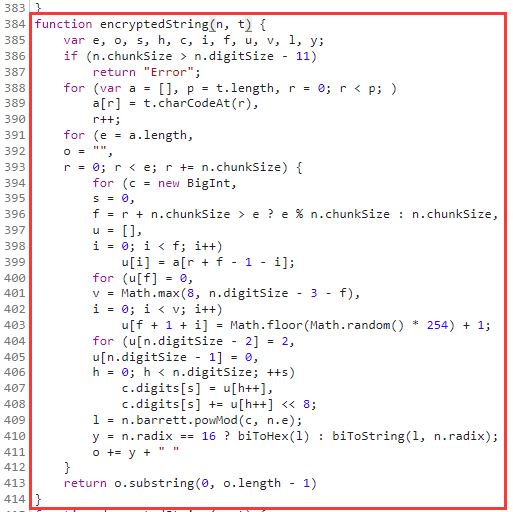 383 }
384 function encryptedString(n, t) {
385 var e, o, s, h, c, i, f, u, v, l, y;
386 if (n.chunkSize > n.digitSize - 11)
387 return "Error";
388 for (var a = [], p = t.length, r = 0; r < p; )
389 a[r] = t.charCodeAt(r),
390 r++;
391 for (e = a.length,
392 o = "",
393 r = 0; r < e; r += n.chunkSize) {
394 for (c = new BigInt,
395 s = 0,
396 f = r + n.chunkSize > e ? e % n.chunkSize : n.chunkSize,
397 u = [],
398 i = 0; i < f; i++)
399 u[i] = a[r + f - 1 - i];
400 for (u[f] = 0,
401 v = Math.max(8, n.digitSize - 3 - f),
402 i = 0; i < v; i++)
403 u[f + 1 + i] = Math.floor(Math.random() * 254) + 1;
404 for (u[n.digitSize - 2] = 2,
405 u[n.digitSize - 1] = 0,
406 h = 0; h < n.digitSize; ++s)
407 c.digits[s] = u[h++],
408 c.digits[s] += u[h++] << 8;
409 l = n.barrett.powMod(c, n.e);
410 y = n.radix == 16 ? biToHex(l) : biToString(l, n.radix);
411 o += y + " "
412 }
413 return o.substring(0, o.length - 1)
414 }